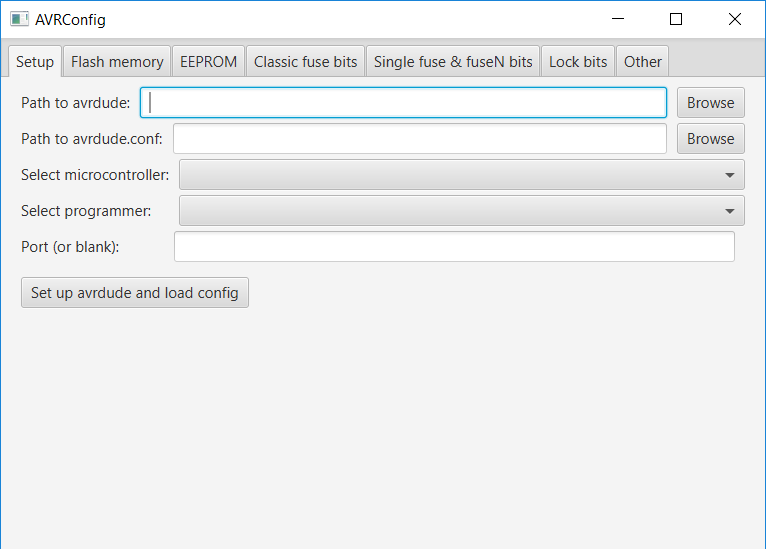 AVRConfig
Setup Flash memory EEPROM Classic fuse bits Single fuse & fuseN bits Lock bits Other
Path to avrdude: Browse
Path to avrdude.conf: Browse
Select microcontroller:
Select programmer:
Port (or blank):
Set up avrdude and load config